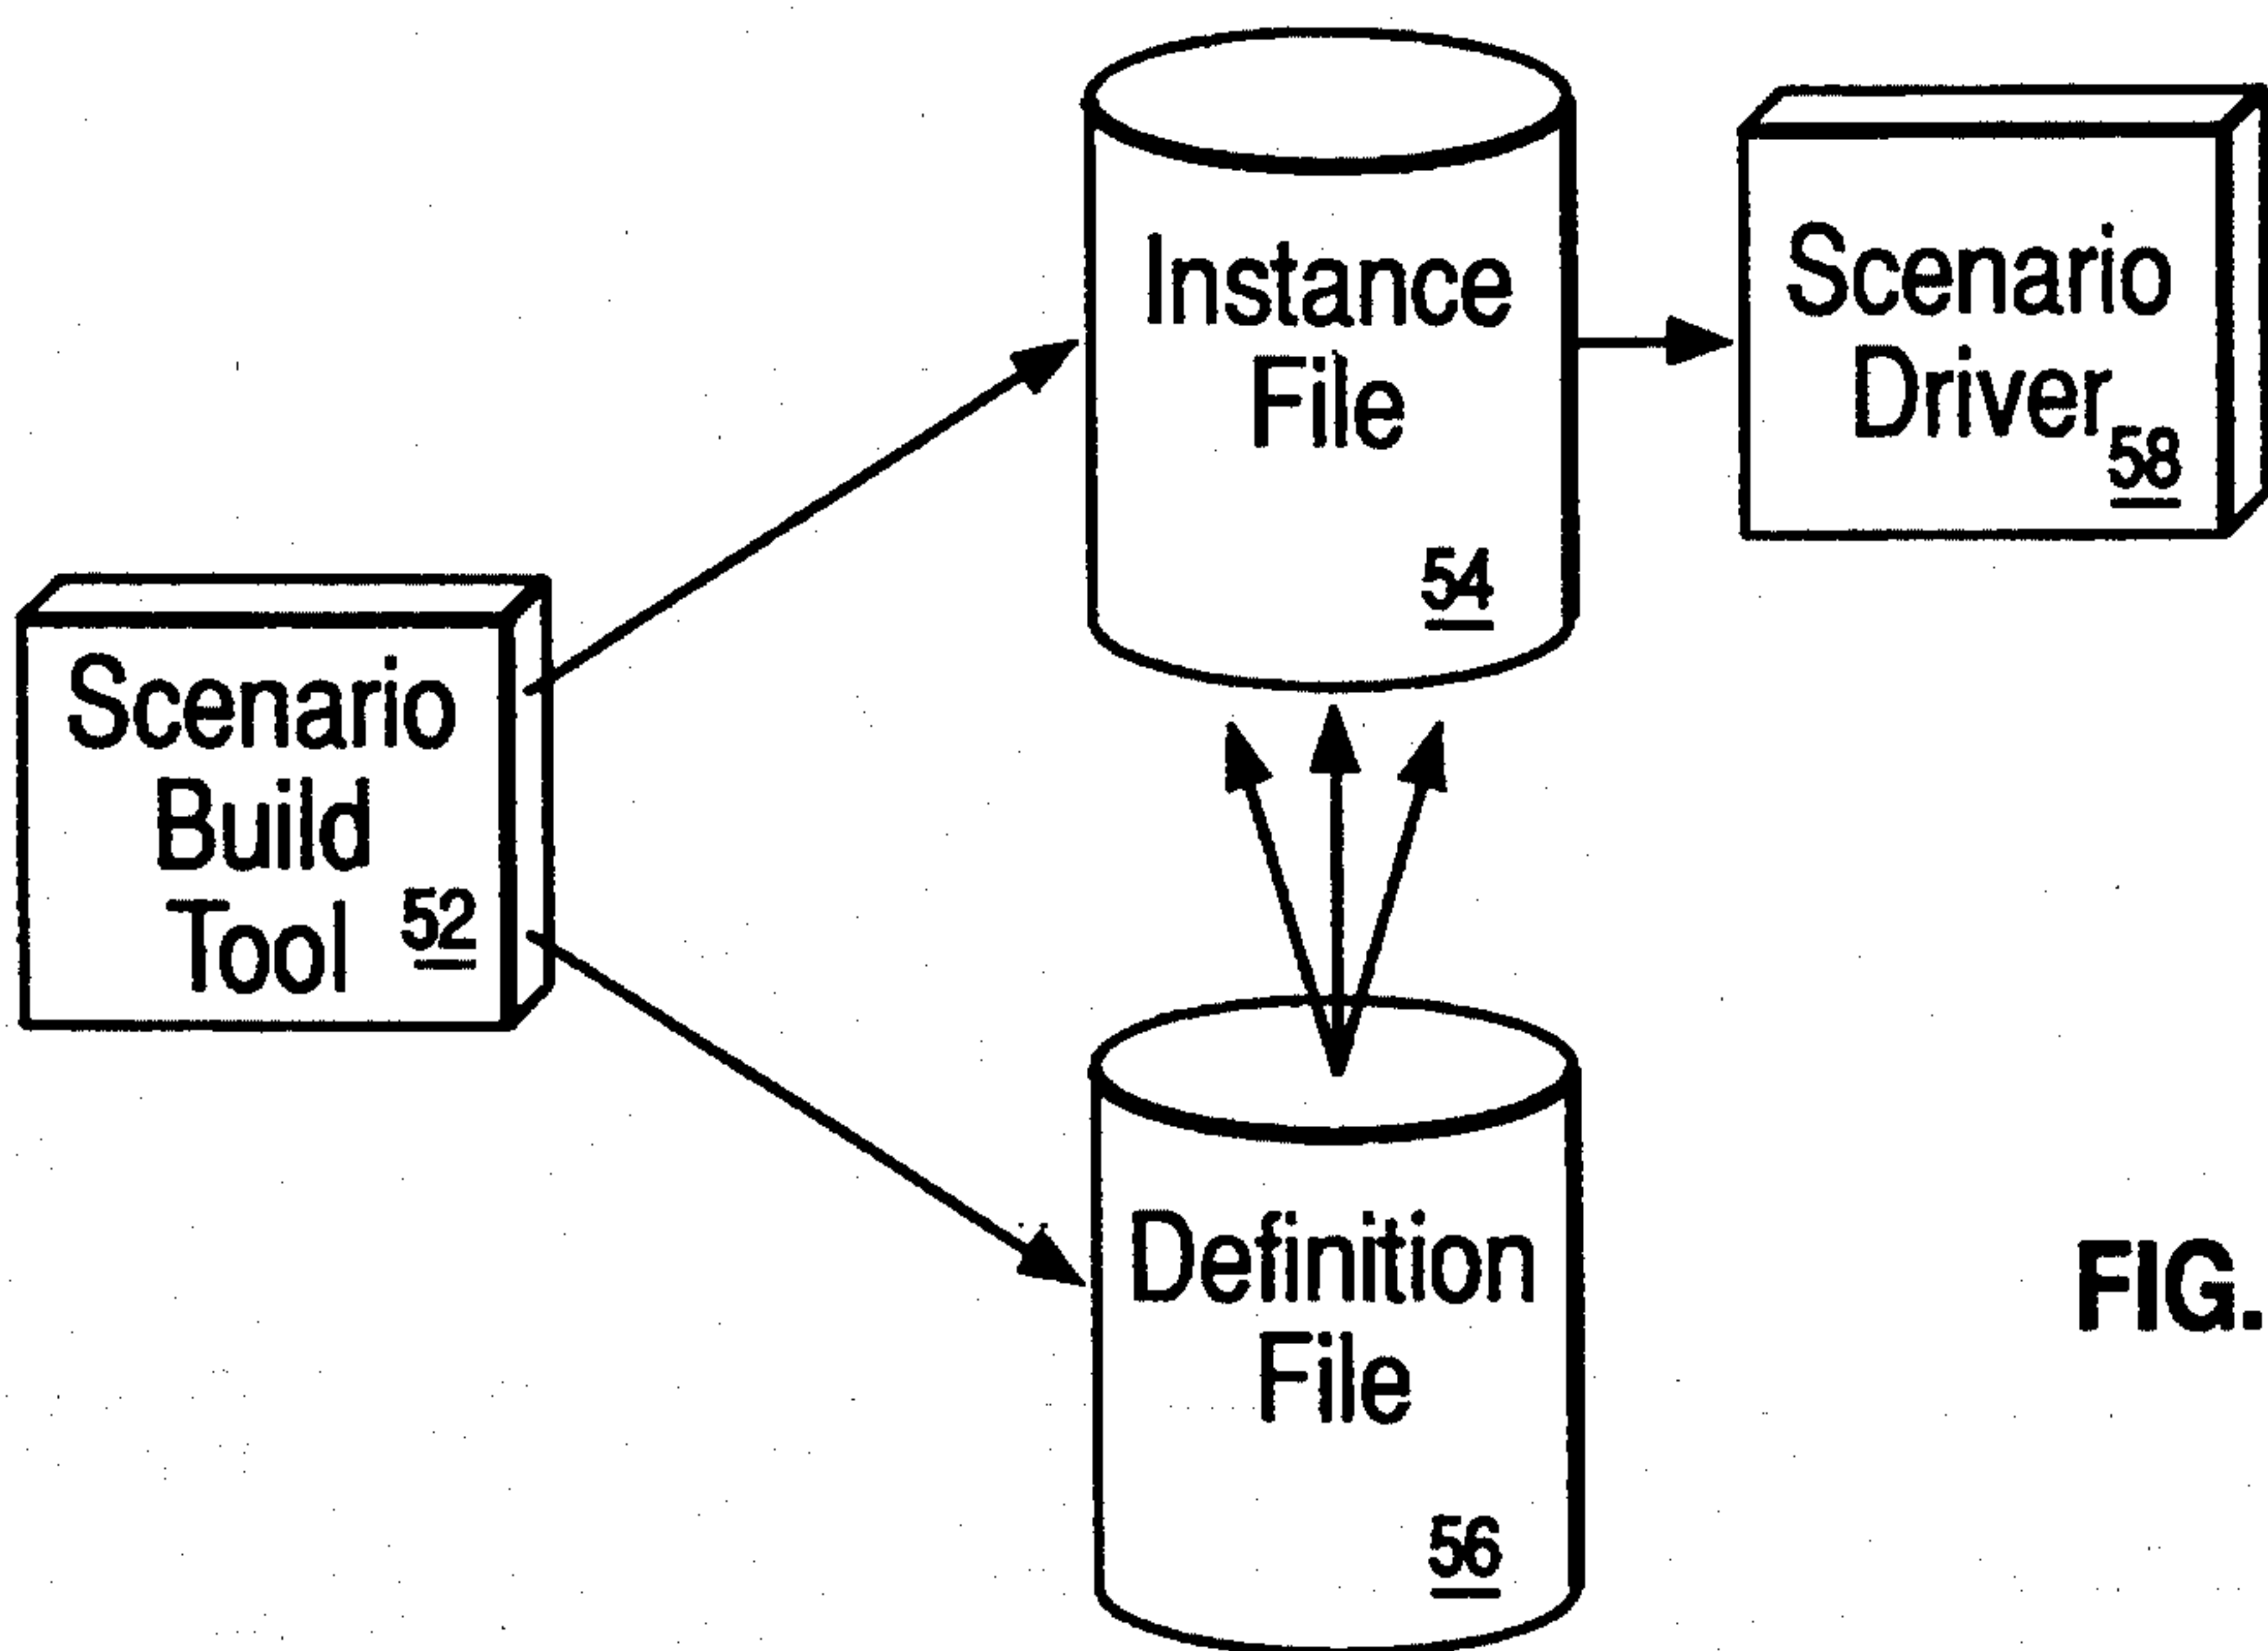 Instance
File
54
Scenario
Driver
58
Scenario
Build
Tool
52
Definition
File
56
FIG.